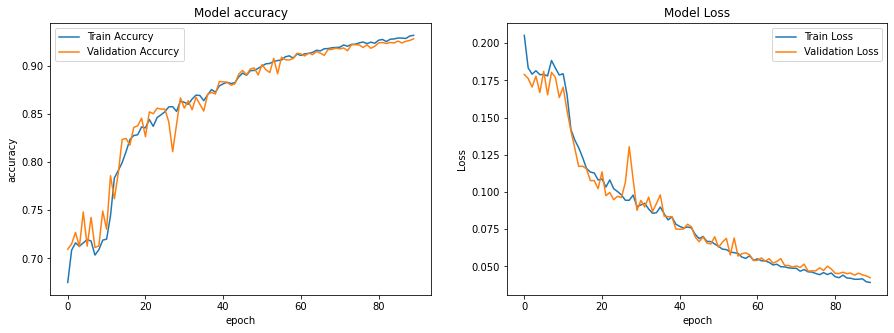 Model accuracy
Train Accurcy
Validation Accurcy
accuracy
0.90
0.85
0.80
0.75
0.70
0
20
40
60
80
epoch
Model Loss
Train Loss
Validation Loss
Loss
0.200
0.175
0.150
0.125
0.100
0.075
0.050
0
20
40
60
80
epoch